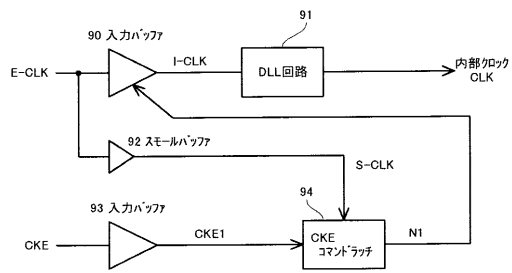 91
90 入力バッファ
I-CLK
E-CLK
DLL回路
内部クロック
CLK
92 スモールバッファ
S-CLK
93 入力バッファ
94
CKE
CKE1
CKE
コマンドラッチ
N1